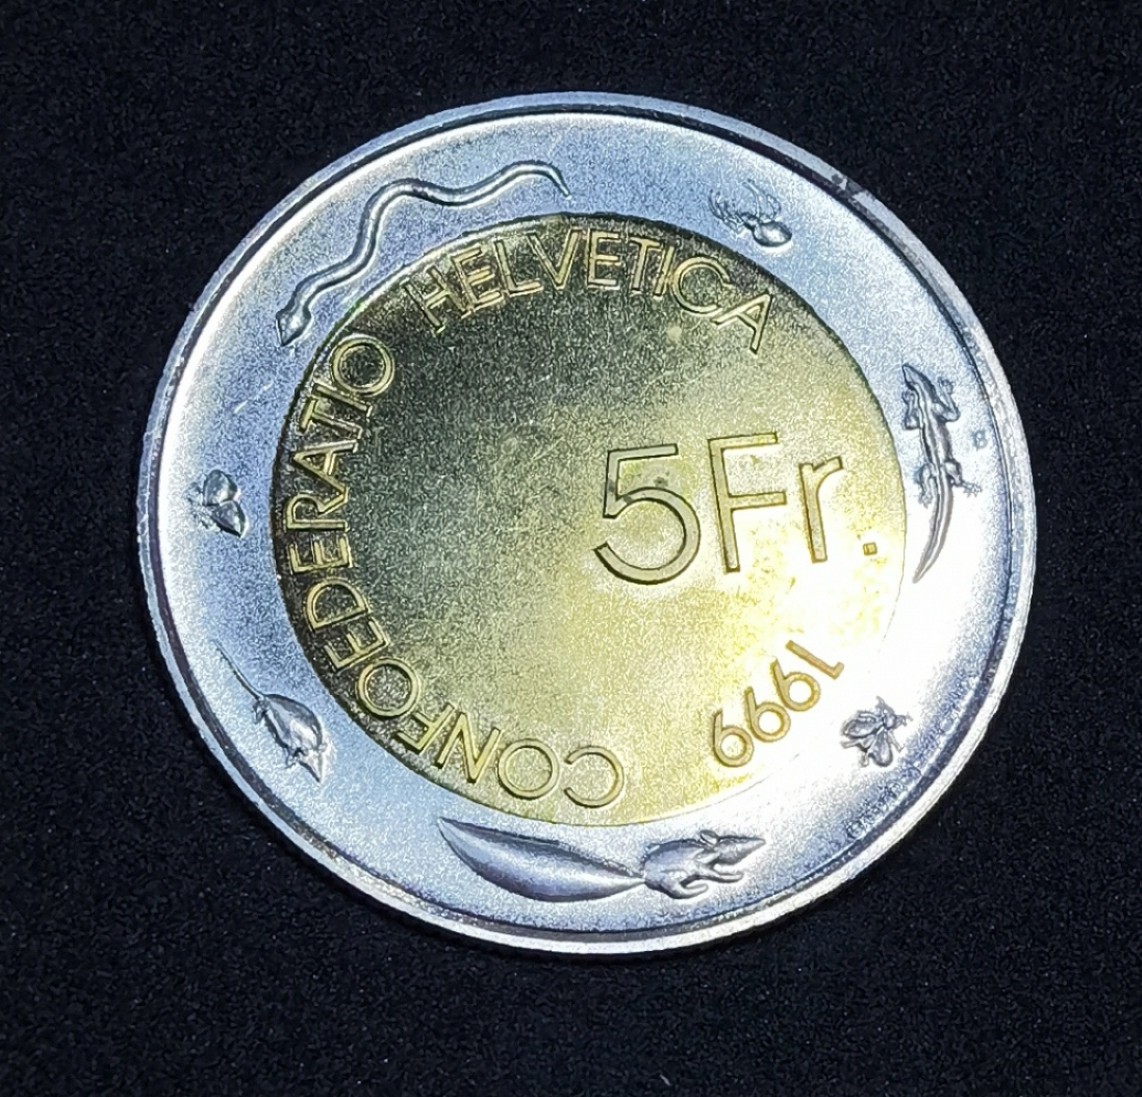 CONFOEDERATIO HELVETICA
5Fr.
1999